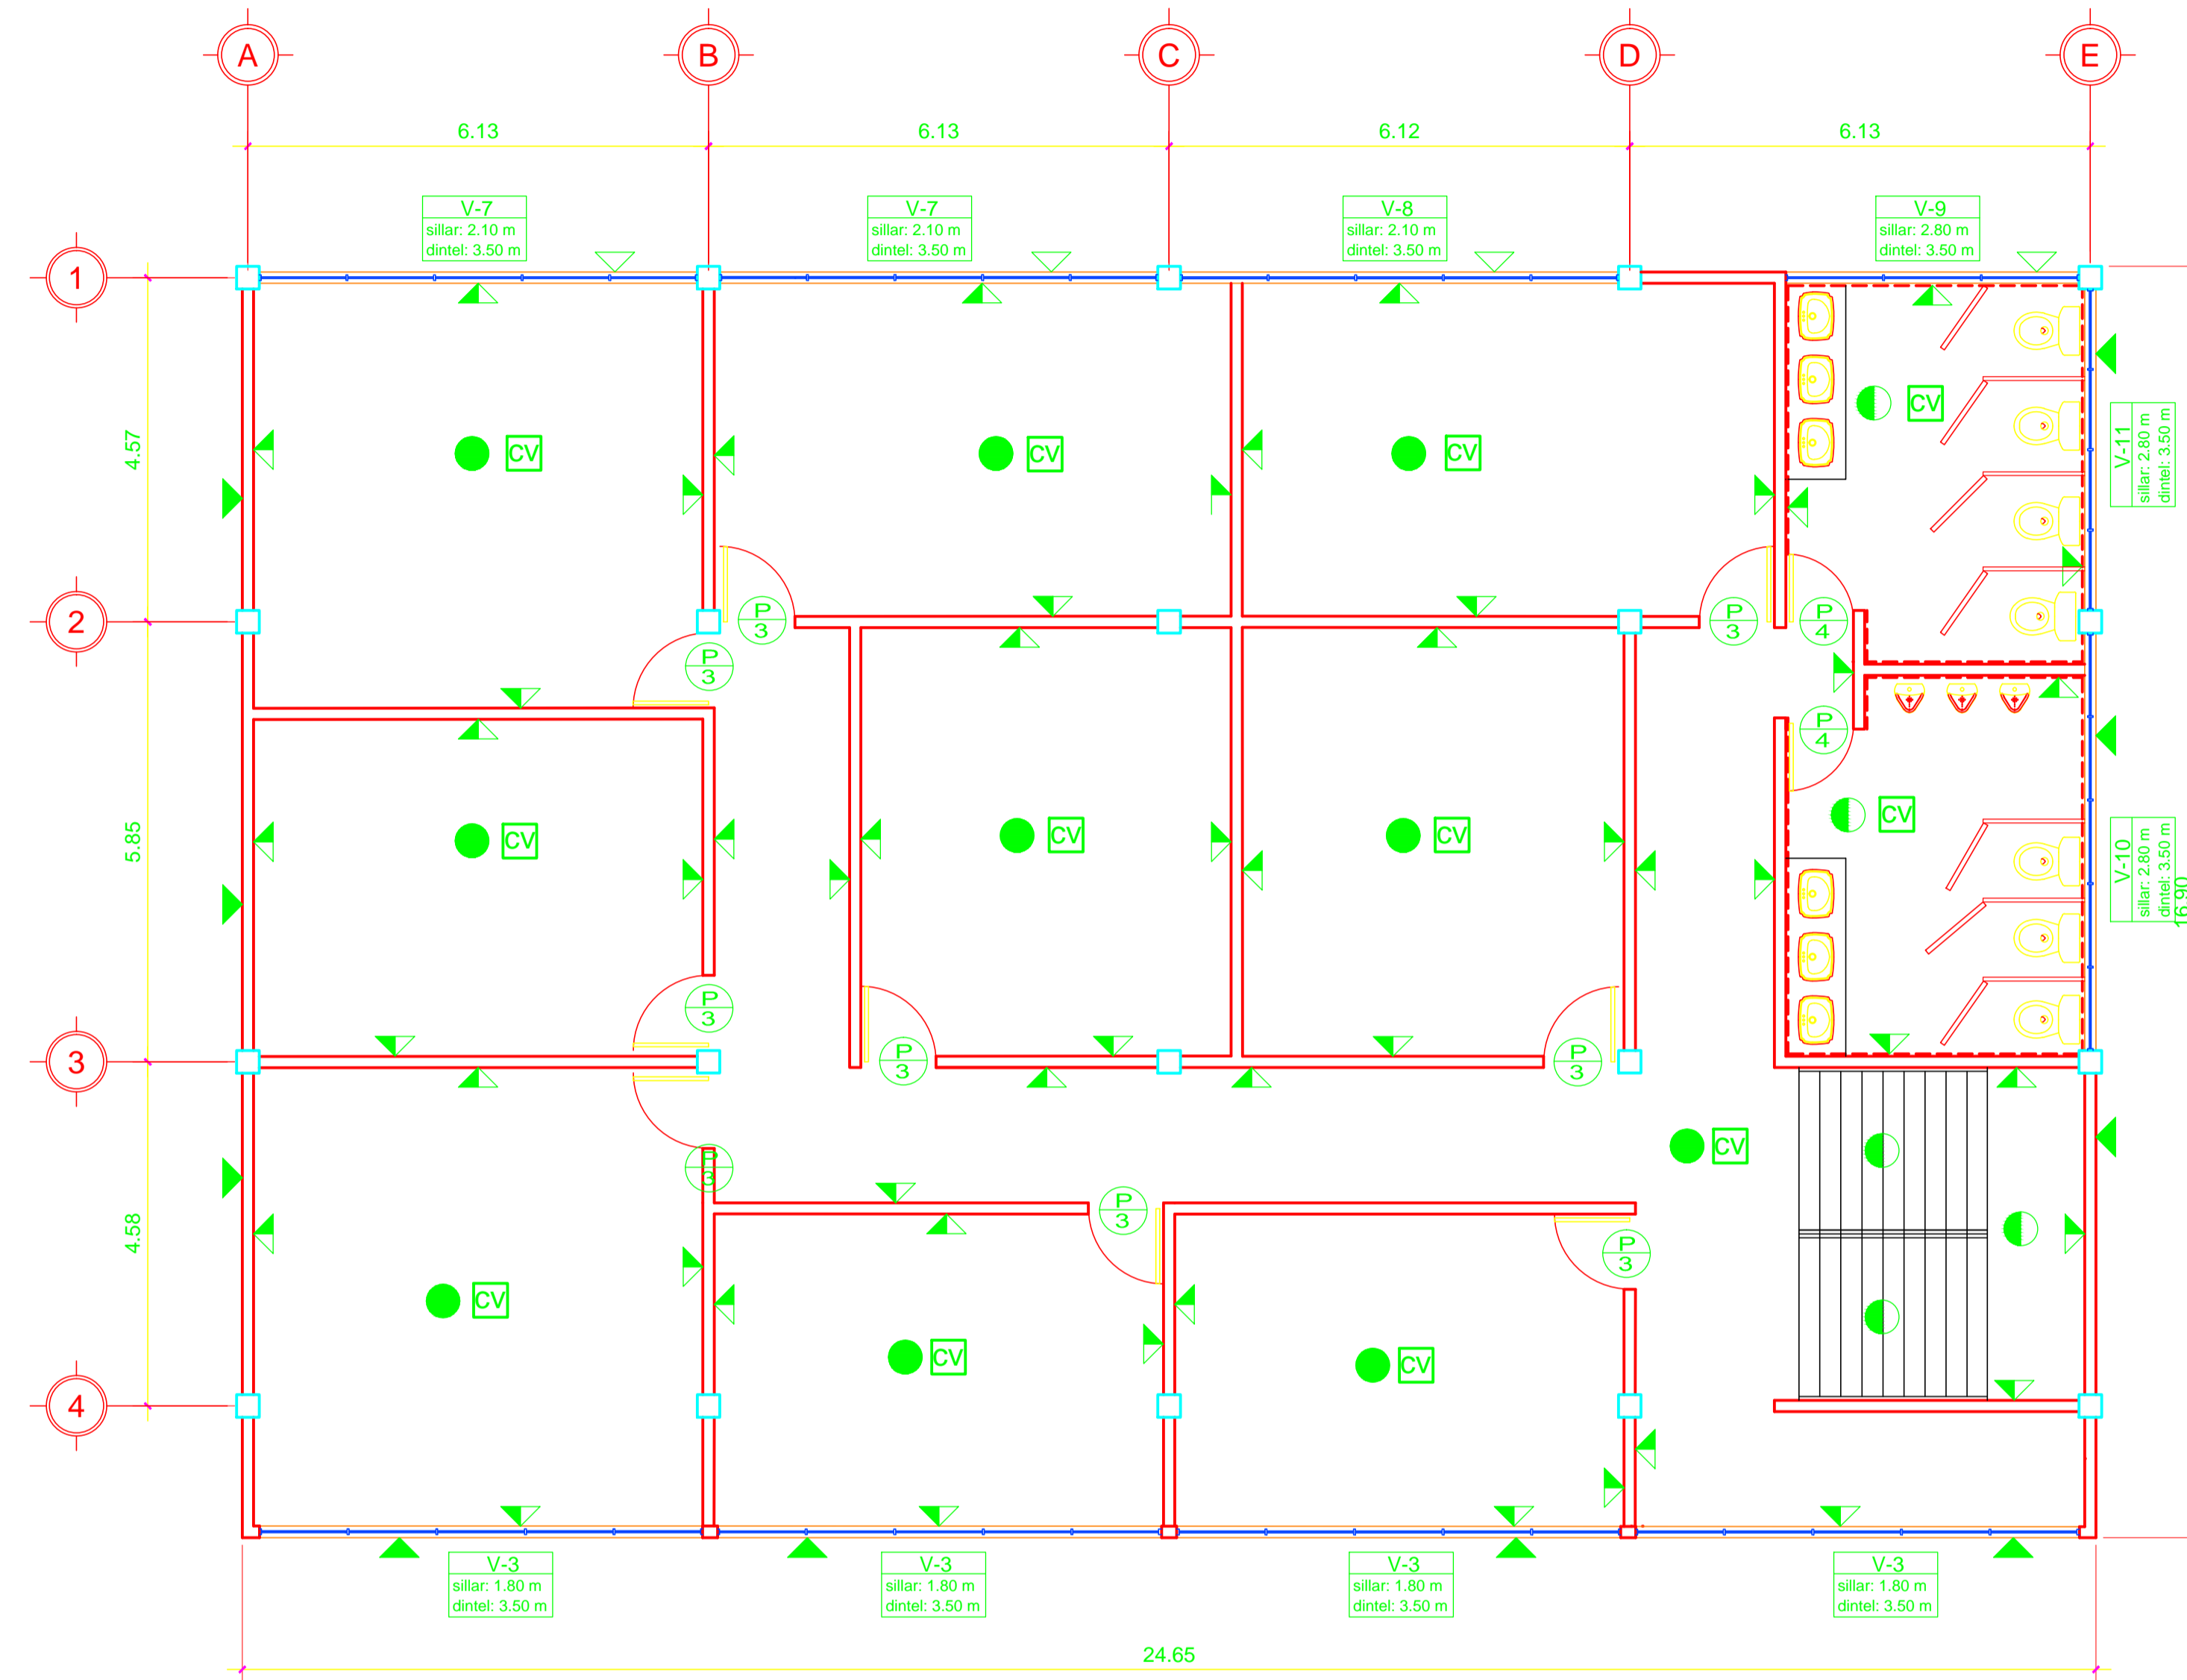 A
B
C
D
E
6.13
6.13
6.12
6.13
V-7
sillar: 2.10 m
dintel: 3.50 m
V-7
sillar: 2.10 m
dintel: 3.50 m
V-8
sillar: 2.10 m
dintel: 3.50 m
V-9
sillar: 2.80 m
dintel: 3.50 m
1
CV
V-11
sillar: 2.80 m
dintel: 3.50 m
4.57
CV
CV
CV
2
P
3
P
3
P
4
P
3
P
4
5.85
CV
CV
CV
CV
V-10
sillar: 2.80 m
dintel: 3.50 m
16.90
P
3
3
P
3
P
3
CV
P
3
4.58
P
3
P
3
CV
CV
CV
4
V-3
sillar: 1.80 m
dintel: 3.50 m
V-3
sillar: 1.80 m
dintel: 3.50 m
V-3
sillar: 1.80 m
dintel: 3.50 m
V-3
sillar: 1.80 m
dintel: 3.50 m
24.65